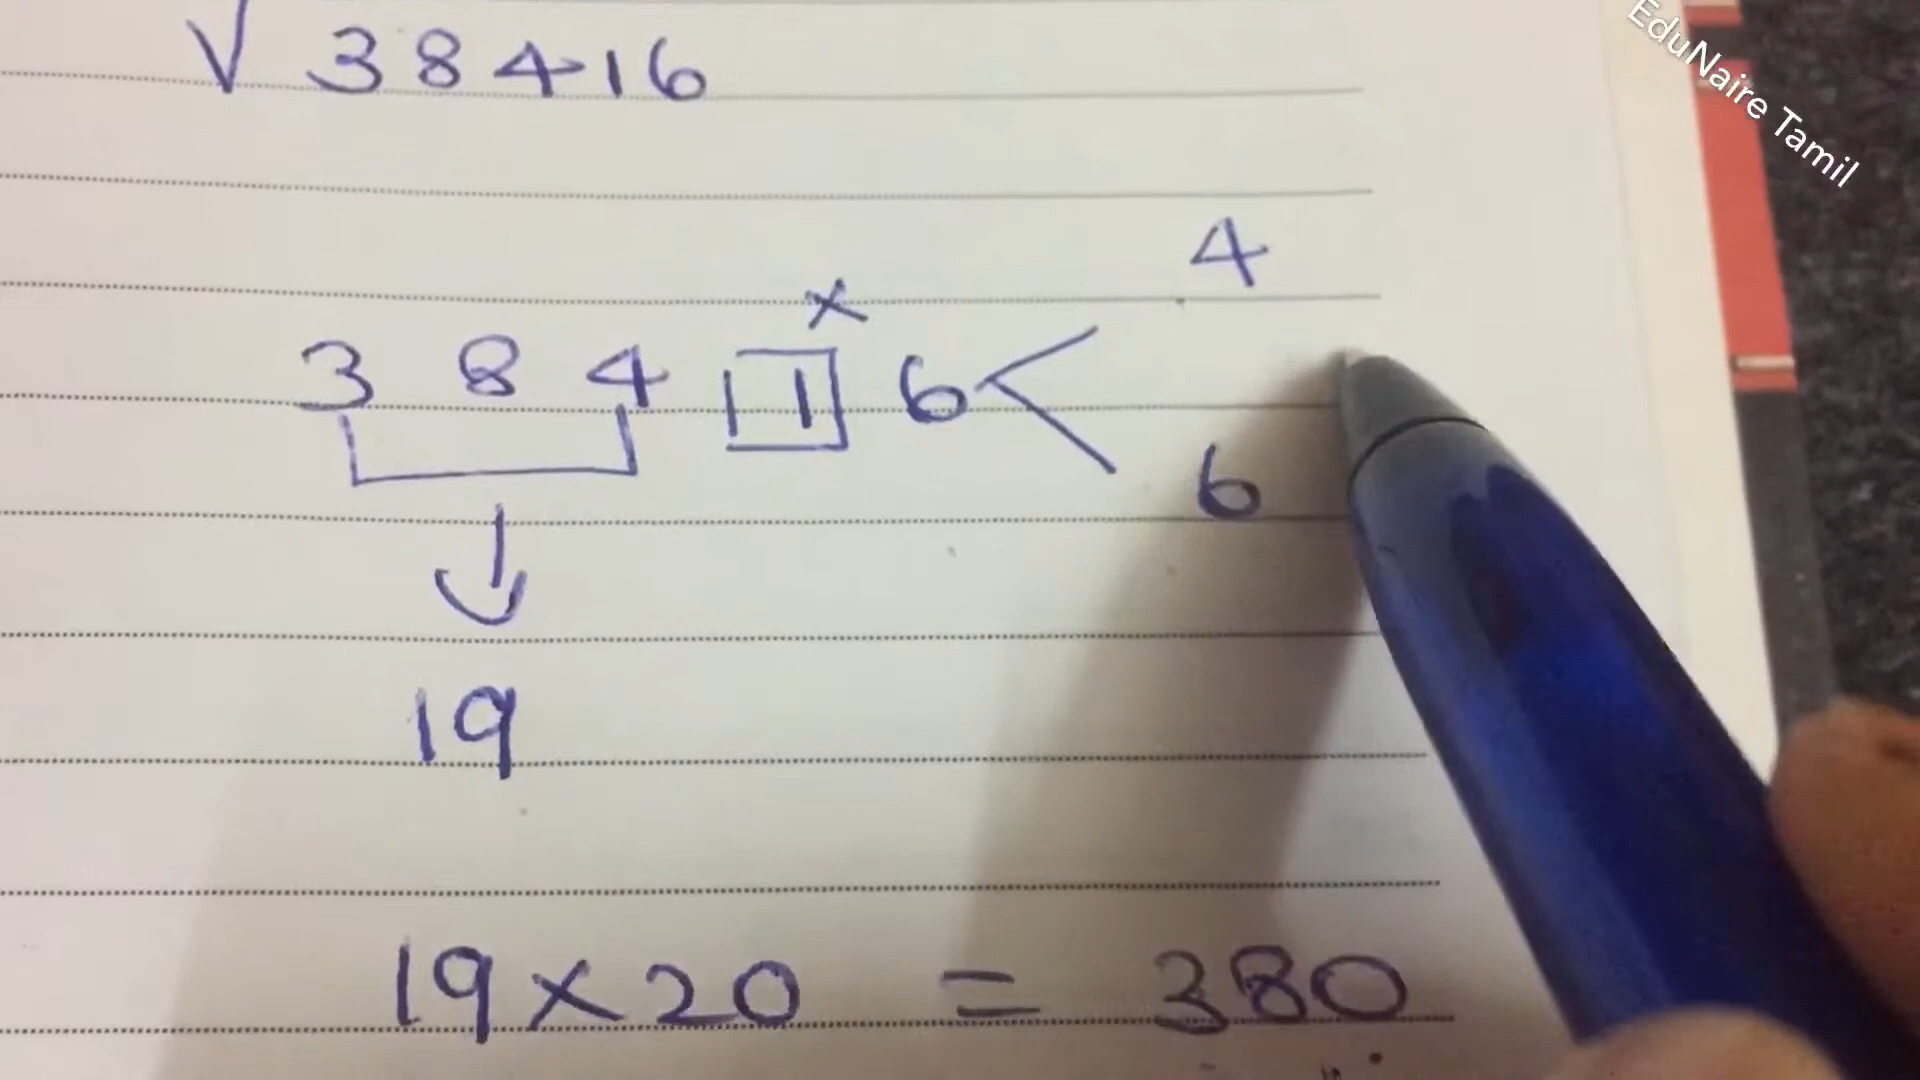 √ 38416
EduNaire Tamil
4
×
3 8 4 1 6 <
6
19
19 × 20 = 380